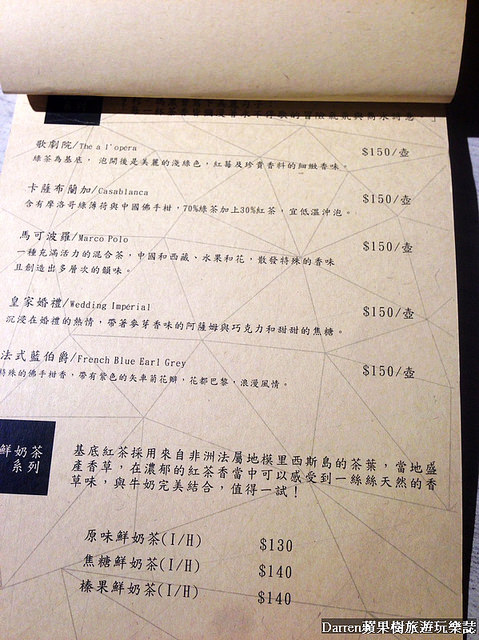 歌劇院/The a l'opera
$150/壺
綠茶為基底， 泡開後是美麗的淺綠色，紅莓及珍貴香料的細緻香味。
卡薩布蘭加/Casablanca
$150/壺
含有摩洛哥綠薄荷與中國佛手柑，70%綠茶加上30%紅茶，宜低溫沖泡。
馬可波羅/Marco Polo
$150/壺
一種充滿活力的混合茶，中國和西藏、水果和花，散發特殊的香味
且創造出多層次的韻味。
皇家婚禮/Wedding Imperial
$150/壺
沉浸在婚禮的熱情，帶著麥芽香味的阿薩姆與巧克力和甜甜的焦糖。
法式藍伯爵/French Blue Earl Grey
$150/壺
特殊的佛手柑香，帶有紫色的矢車菊花瓣，花都巴黎，浪漫風情。
鮮奶茶
系列
基底紅茶採用來自非洲法屬地模里西斯島的茶葉，當地盛
產香草，在濃郁的紅茶香當中可以感受到一絲絲天然的香
草味，與牛奶完美結合，值得一試！
原味鮮奶茶(I/H)
$130
焦糖鮮奶茶(I/H)
$140
榛果鮮奶茶(I/H)
$140
Darren蘋果樹旅遊玩樂誌